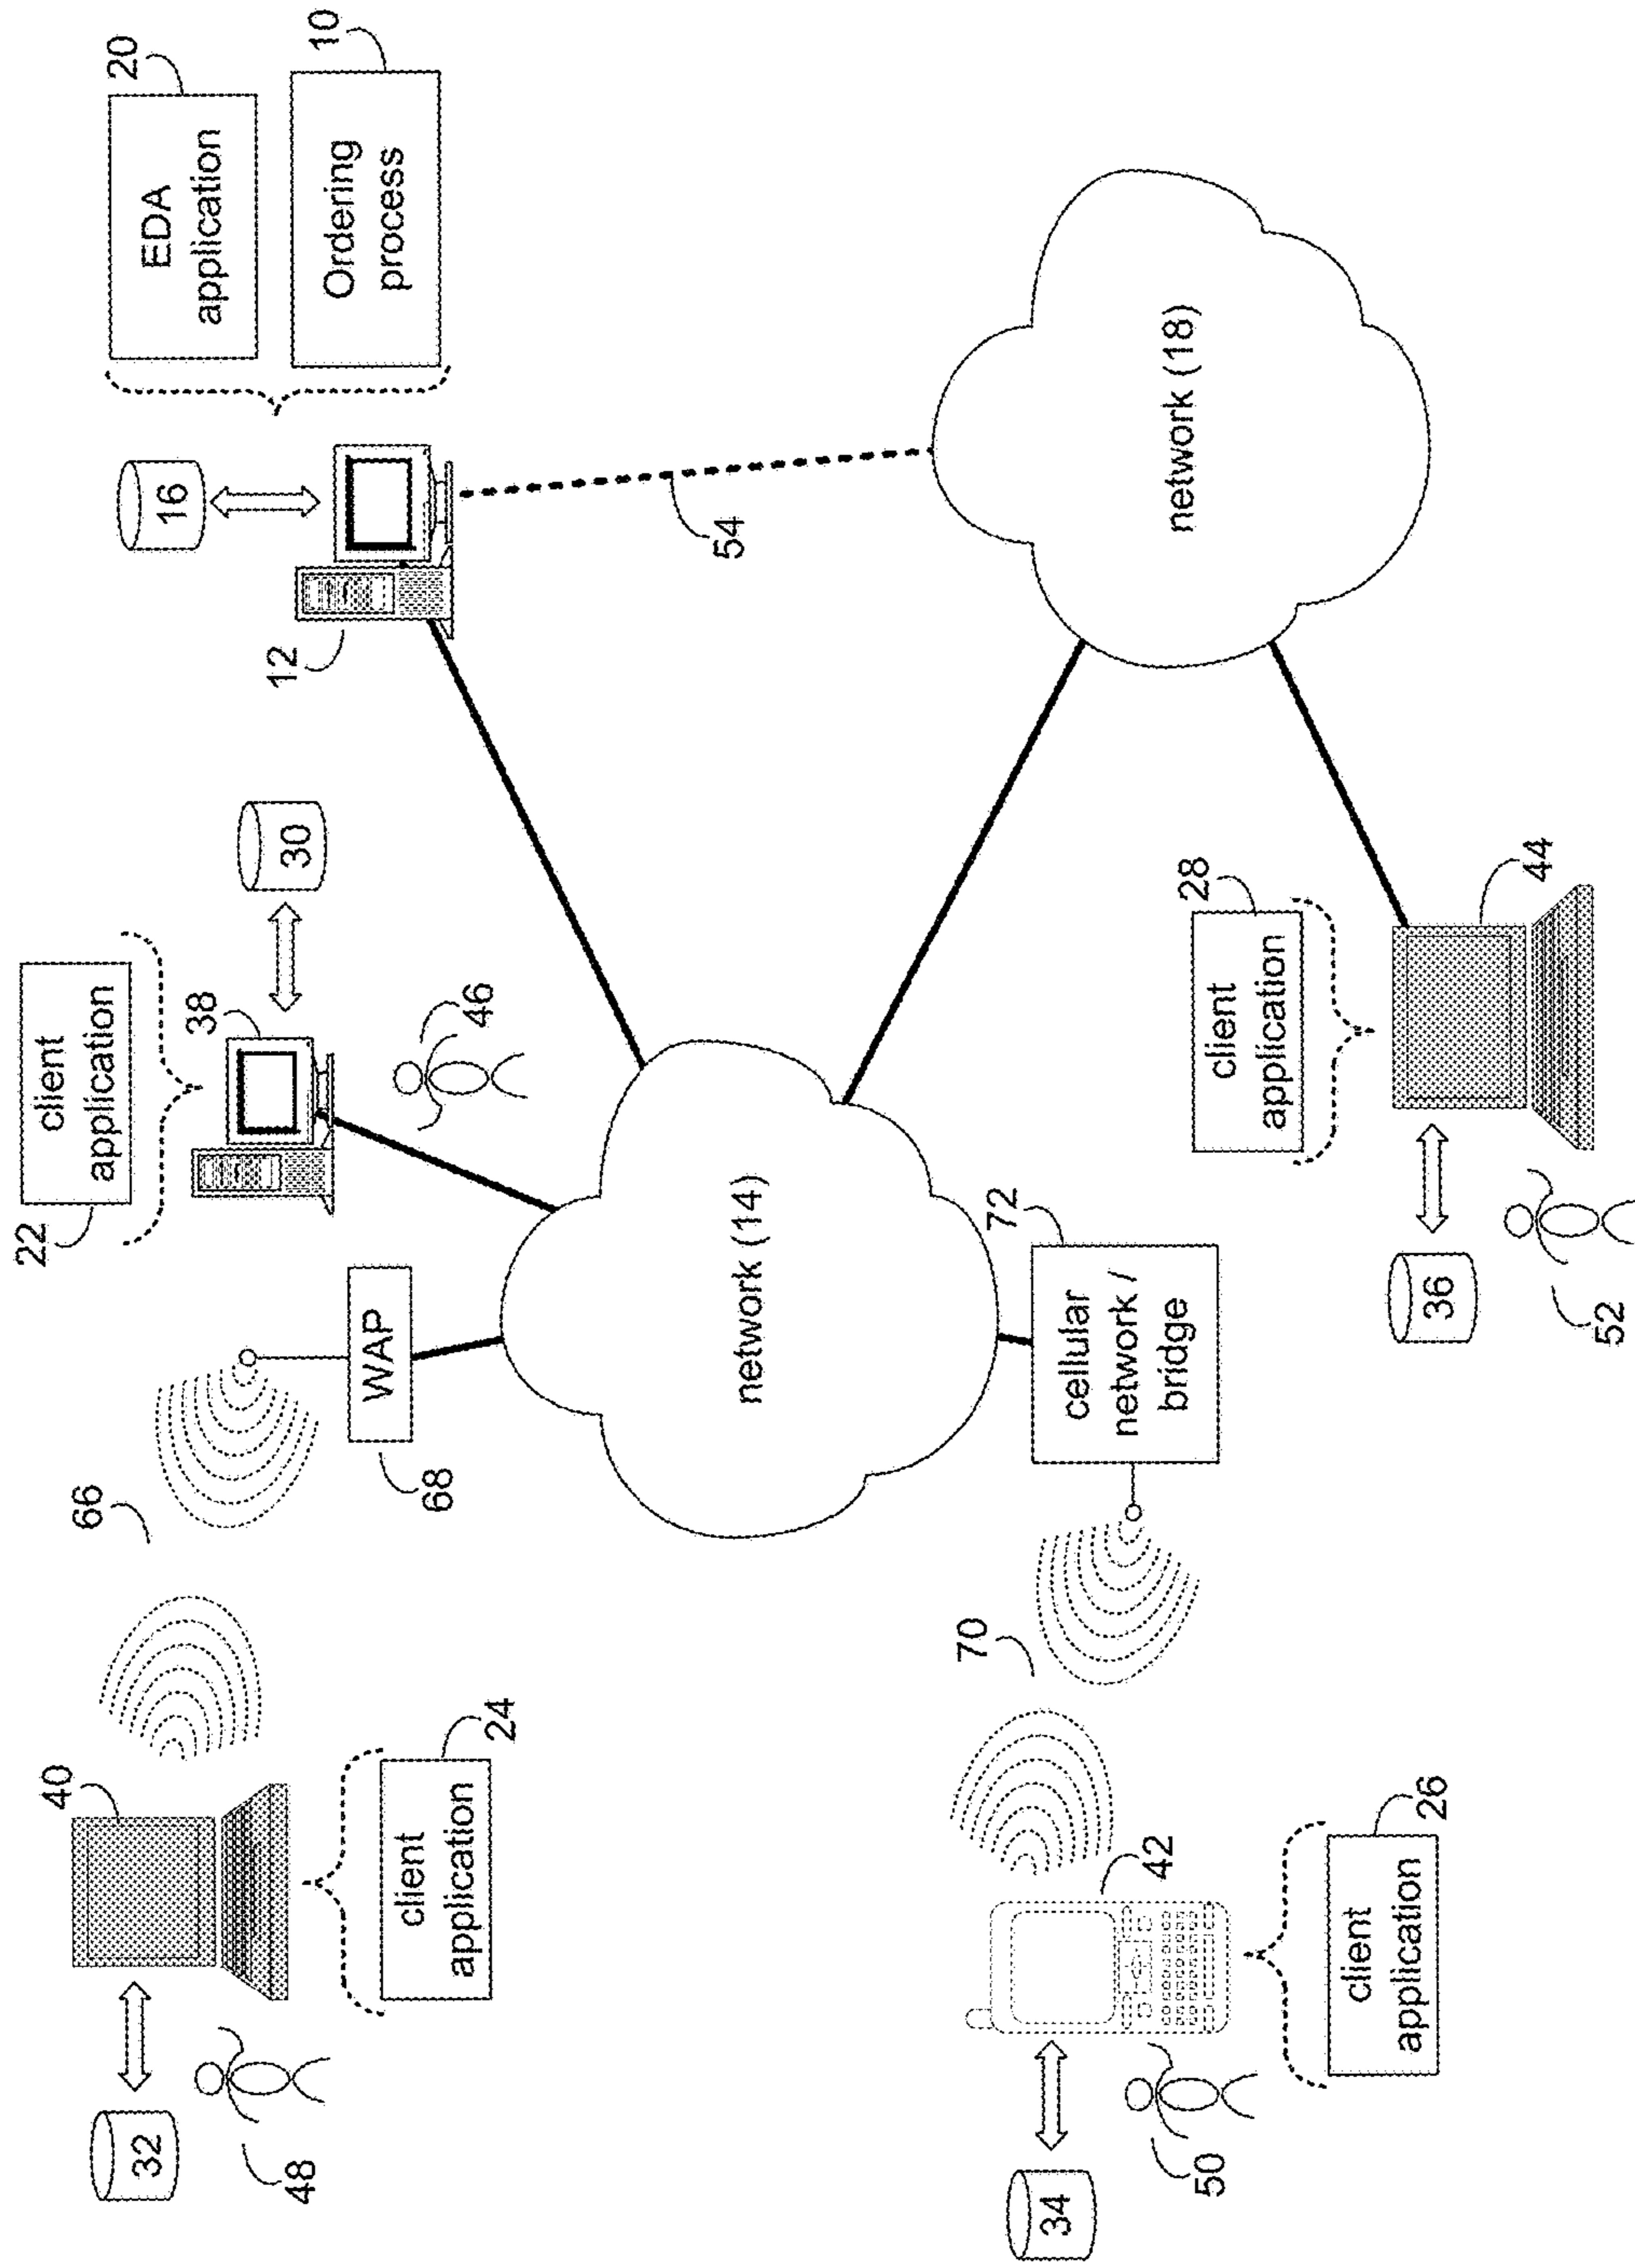 32
40
48
client
application
24
66
68
WAP
22
client
application
38
30
46
12
16
20
EDA
application
10
Ordering
process
54
network (14)
network (18)
34
42
50
client
application
26
70
72
cellular
network /
bridge
36
52
client
application
28
44